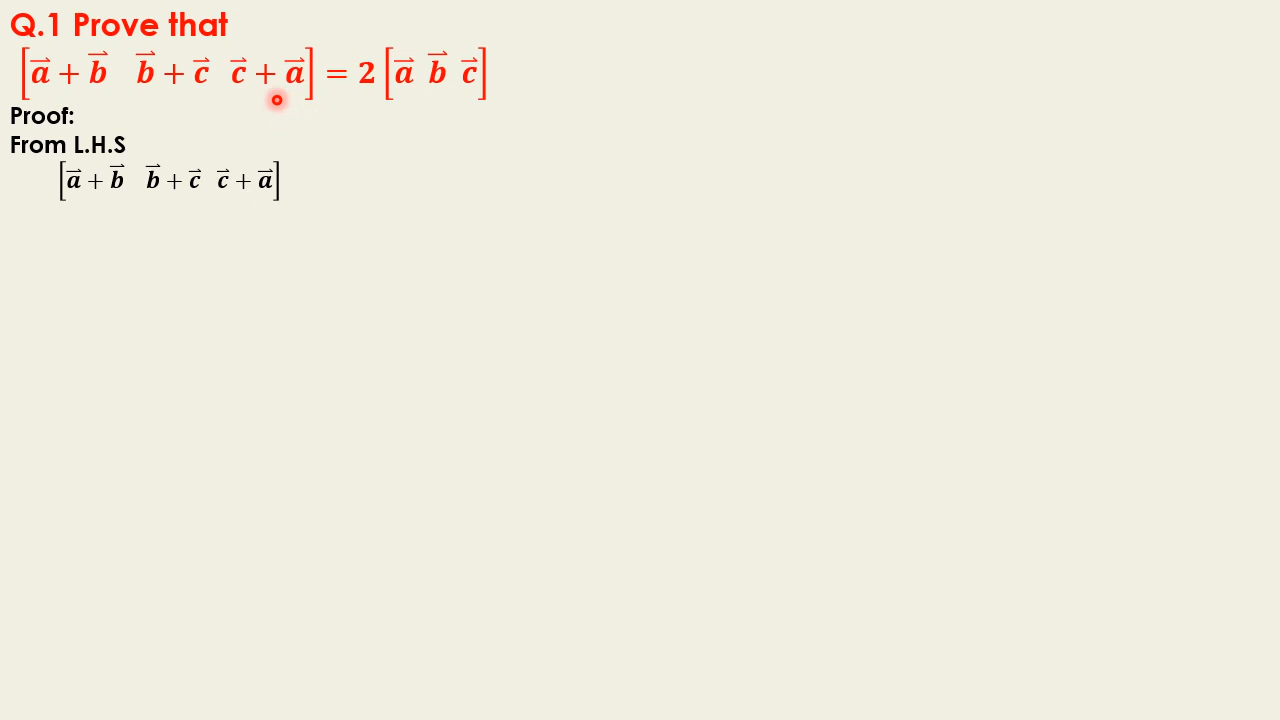 Q.1 Prove that
[a⃗ + b⃗ b⃗ + c⃗ c⃗ + a⃗] = 2 [a⃗ b⃗ c⃗]
Proof:
From L.H.S
[a⃗ + b⃗ b⃗ + c⃗ c⃗ + a⃗]